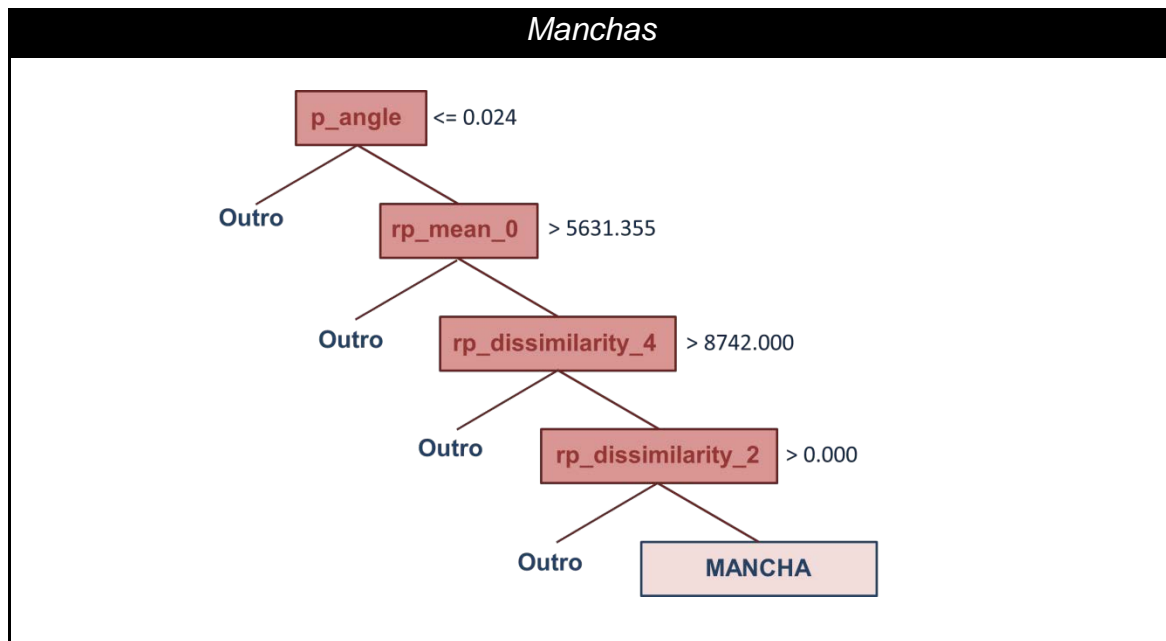 Manchas
p_angle <= 0.024
Outro
rp_mean_0 > 5631.355
Outro
rp_dissimilarity_4 > 8742.000
Outro
rp_dissimilarity_2 > 0.000
Outro
MANCHA